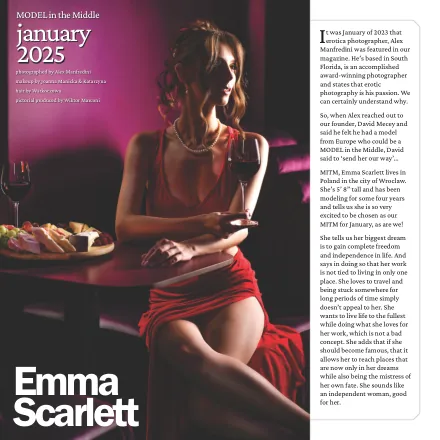 MODEL in the Middle
january
2025
photographed by Alex Manfredini
pictorial produced by
Emma
Scarlett
It was January of 2023 that
erotica photographer, Alex
Manfredini was featured in our
magazine. He's based in South
Florida, is an accomplished
award-winning photographer
and states that erotic
photography is his passion. We
can certainly understand why.
So, when Alex reached out to
our founder, David Mecey and
said he felt he had a model
from Europe who could be a
MODEL in the Middle, David
said to 'send her our way'...
MITM, Emma Scarlett lives in
Poland in the city of Wroclaw.
She's 5' 8" tall and has been
modeling for some four years
and tells us she is so very
excited to be chosen as our
MITM for January, as are we!
She tells us her biggest dream
is to gain complete freedom
and independence in life. And
says in doing so that her work
is not tied to living in only one
place. She loves to travel and
being stuck somewhere for
long periods of time simply
doesn't appeal to her. She
wants to live life to the fullest
while doing what she loves for
her work, which is not a bad
concept. She adds that if she
should become famous, that it
allows her to reach places that
are now only in her dreams
while also being the mistress of
her own fate. She sounds like
an independent woman, good
for her.